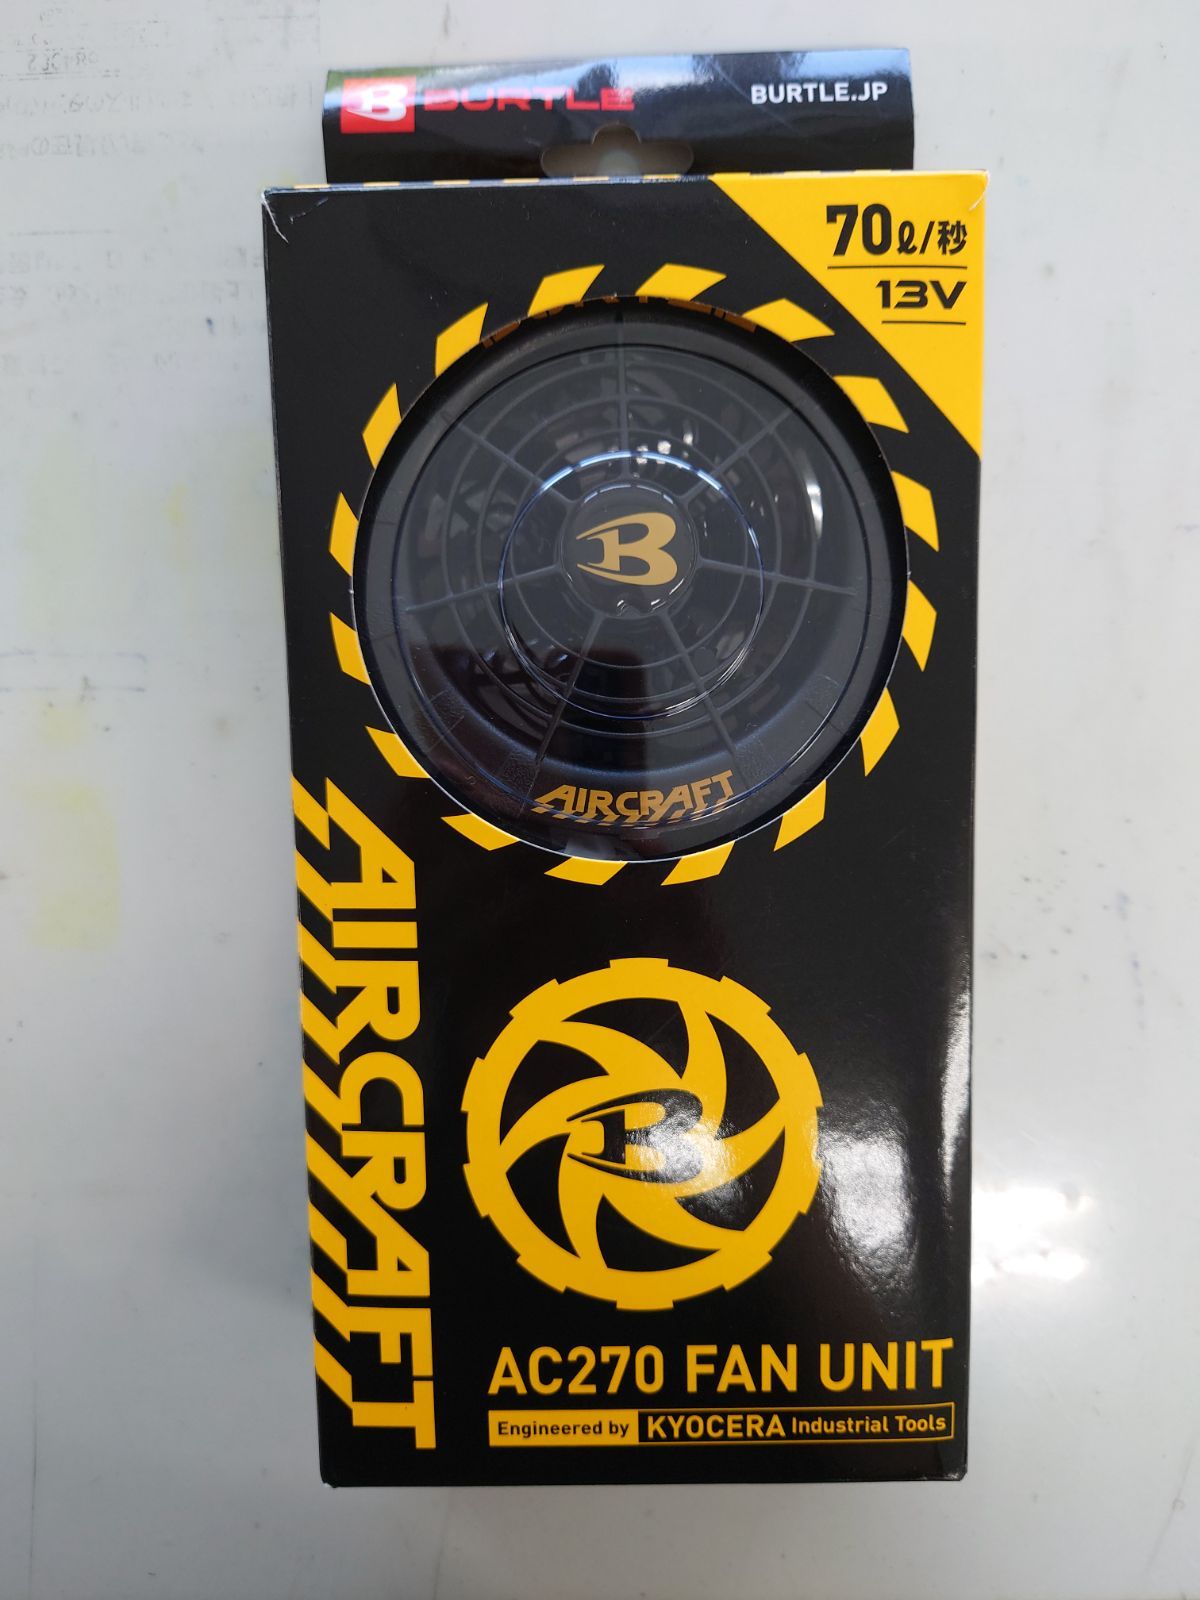 BURTLE
BURTLE.JP
70ℓ/秒
13V
AIRCRAFT
AIRCRAFT
AC270 FAN UNIT
Engineered by KYOCERA Industrial Tools